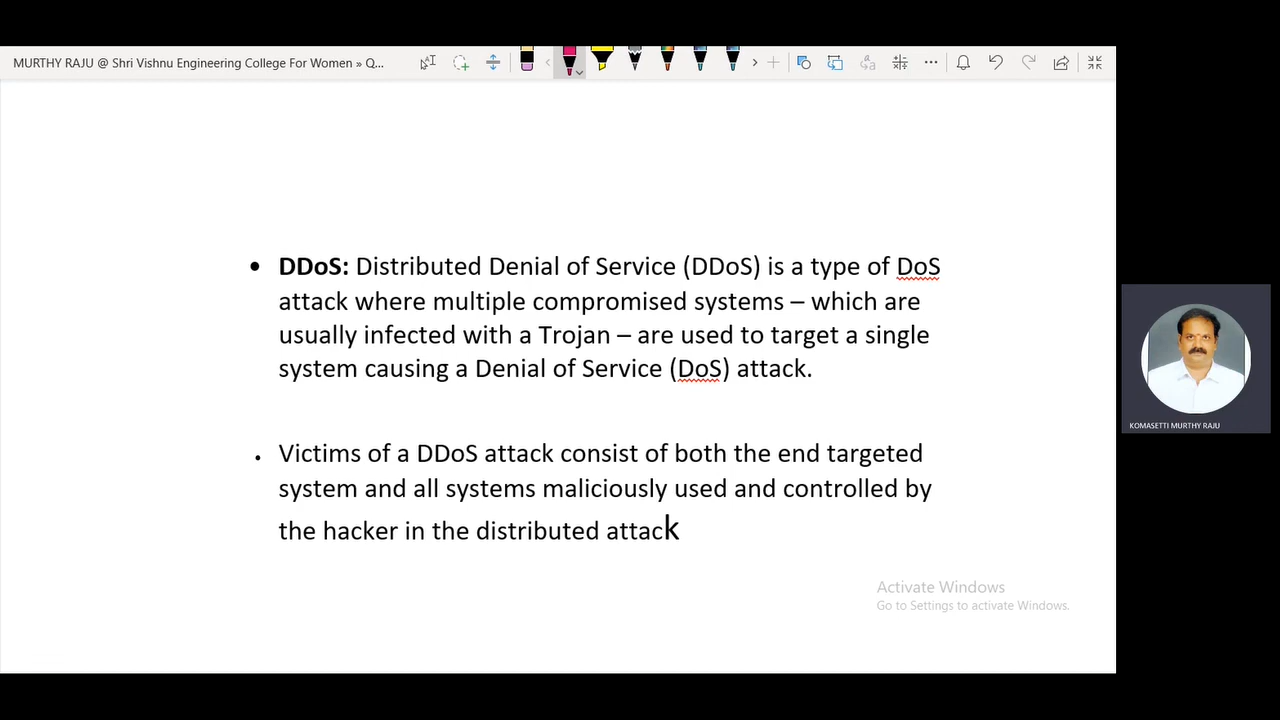 MURTHY RAJU @ Shri Vishnu Engineering College For Women » Q...
• DDoS: Distributed Denial of Service (DDoS) is a type of DoS
attack where multiple compromised systems – which are
usually infected with a Trojan – are used to target a single
system causing a Denial of Service (DoS) attack.
• Victims of a DDoS attack consist of both the end targeted
system and all systems maliciously used and controlled by
the hacker in the distributed attack
KOMASETTI MURTHY RAJU
Activate Windows
Go to Settings to activate Windows.